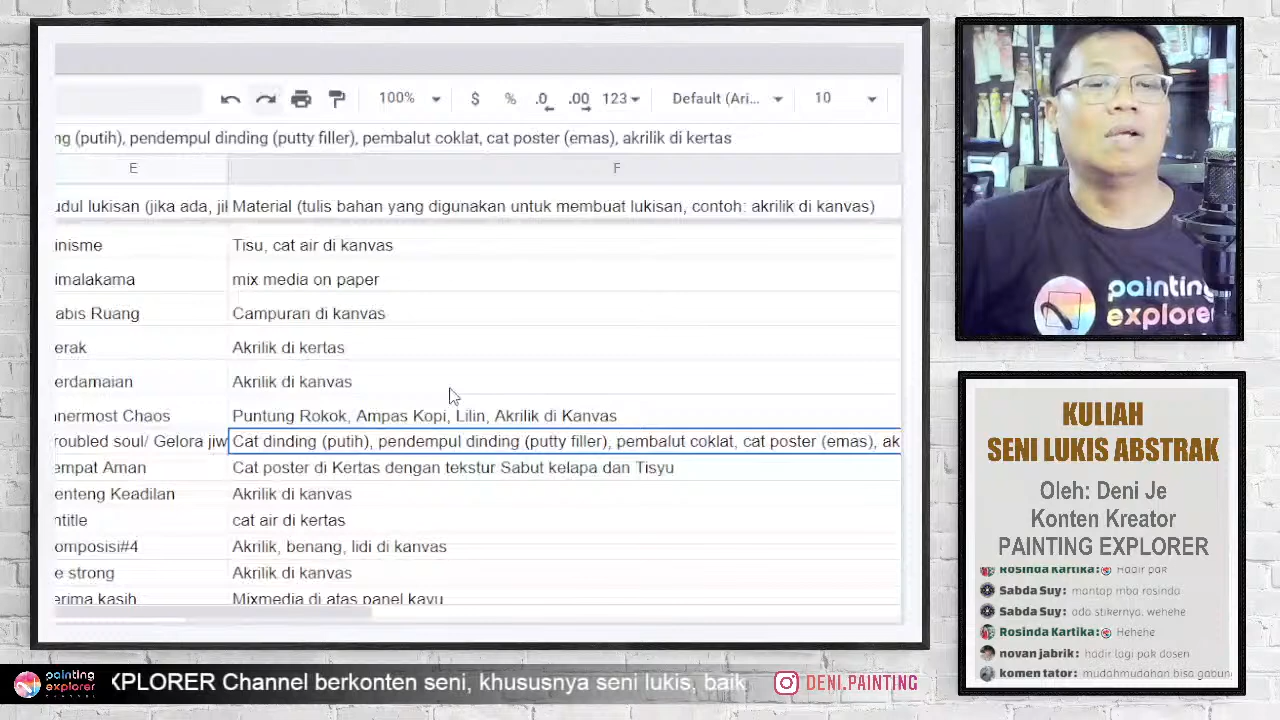 100%
$
%
.0
.00
123
Default (Ari...
10
ng (putih), pendempul dinding (putty filler), pembalut coklat, cat poster (emas), akrilik di kertas
E
F
udul lukisan (jika ada, ji
Material (tulis bahan yang digunakan untuk membuat lukisan, contoh: akrilik di kanvas)
inisme
Tisu, cat air di kanvas
imalakama
mix media on paper
abis Ruang
Campuran di kanvas
erak
Akrilik di kertas
erdamaian
Akrilik di kanvas
nermost Chaos
Puntung Rokok, Ampas Kopi, Lilin, Akrilik di Kanvas
roubled soul/ Gelora jiw
Cat dinding (putih), pendempul dinding (putty filler), pembalut coklat, cat poster (emas), ak
empat Aman
Cat poster di Kertas dengan tekstur Sabut kelapa dan Tisyu
enteng Keadilan
Akrilik di kanvas
ntitle
cat air di kertas
omposisi#4
Akrilik, benang, lidi di kanvas
e strong
Akrilik di kanvas
erima kasih
Mixmedia di atas panel kayu
painting
explorer
KULIAH
SENI LUKIS ABSTRAK
Oleh: Deni Je
Konten Kreator
PAINTING EXPLORER
Rosinda Kartika: Hadir pak
Sabda Suy: mantap mba rosinda
Sabda Suy: ada stikernya. wehehe
Rosinda Kartika: Hehehe
novan jabrik: hadir lagi pak dosen
komen tator: mudahmudahan bisa gabun
painting
explorer
XPLORER Channel berkonten seni, khususnya seni lukis, baik
DENI.PAINTING